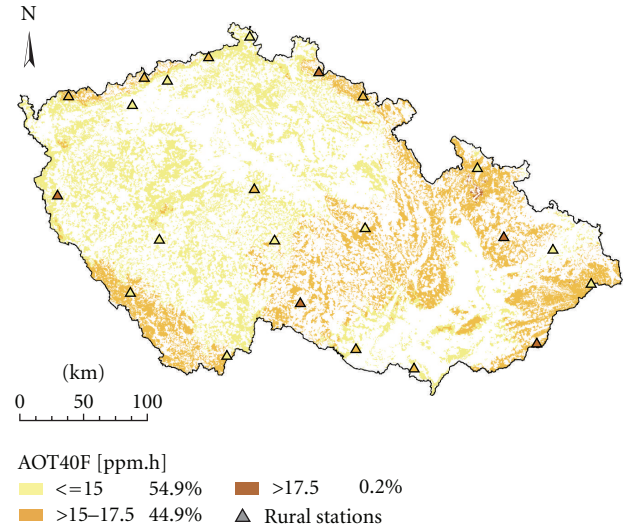 N
(km)
0 50 100
AOT40F [ppm.h]
<=15 54.9% >17.5 0.2%
>15–17.5 44.9% Rural stations